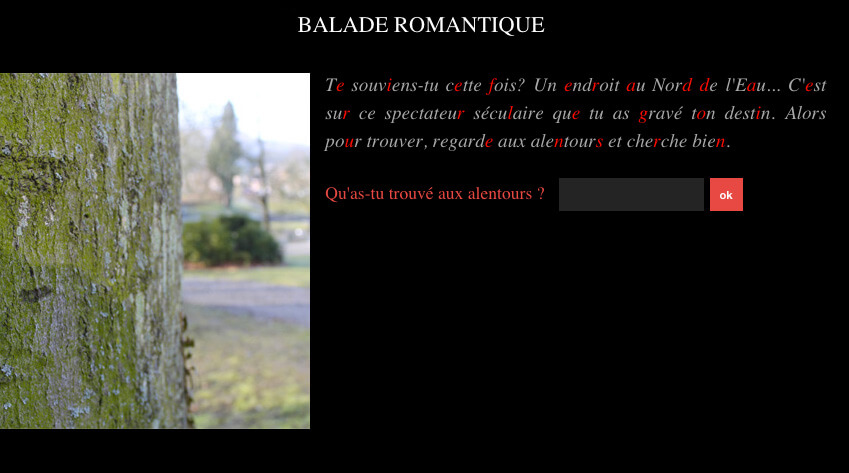 BALADE ROMANTIQUE
Te souviens-tu cette fois? Un endroit au Nord de l'Eau... C'est
sur ce spectateur séculaire que tu as gravé ton destin. Alors
pour trouver, regarde aux alentours et cherche bien.
Qu'as-tu trouvé aux alentours ?
ok